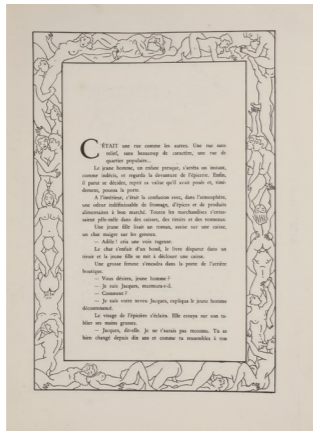 C'ÉTAIT une rue comme les autres. Une rue sans
relief, sans beaucoup de caractère, une rue de
quartier populaire...
Le jeune homme, un enfant presque, s'arrêta un instant,
comme indécis, et regarda la devanture de l'épicerie. Enfin,
il parut se décider, reprit sa valise qu'il avait posée et, timi-
dement, poussa la porte.
A l'intérieur, c'était la confusion avec, dans l'atmosphère,
une odeur indéfinissable de fromage, d'épices et de produits
alimentaires à bon marché. Toutes les marchandises s'entas-
saient pêle-mêle dans des caisses, des tiroirs et des tonneaux.
Une jeune fille lisait un roman, assise sur une caisse,
un chat maigre sur les genoux.
— Adèle ! cria une voix rageuse.
Le chat s'enfuit d'un bond, le livre disparut dans un
tiroir et la jeune fille se mit à déclouer une caisse.
Une grosse femme s'encadra dans la porte de l'arrière
boutique.
— Vous désirez, jeune homme ?
— Je suis Jacques, murmura-t-il.
— Comment ?
— Je suis votre neveu Jacques, expliqua le jeune homme
décontenancé.
Le visage de l'épicière s'éclaira. Elle essuya sur son ta-
blier ses mains grasses.
— Jacques, dit-elle. Je ne t'aurais pas reconnu. Tu as
bien changé depuis dix ans et comme tu ressembles à ton